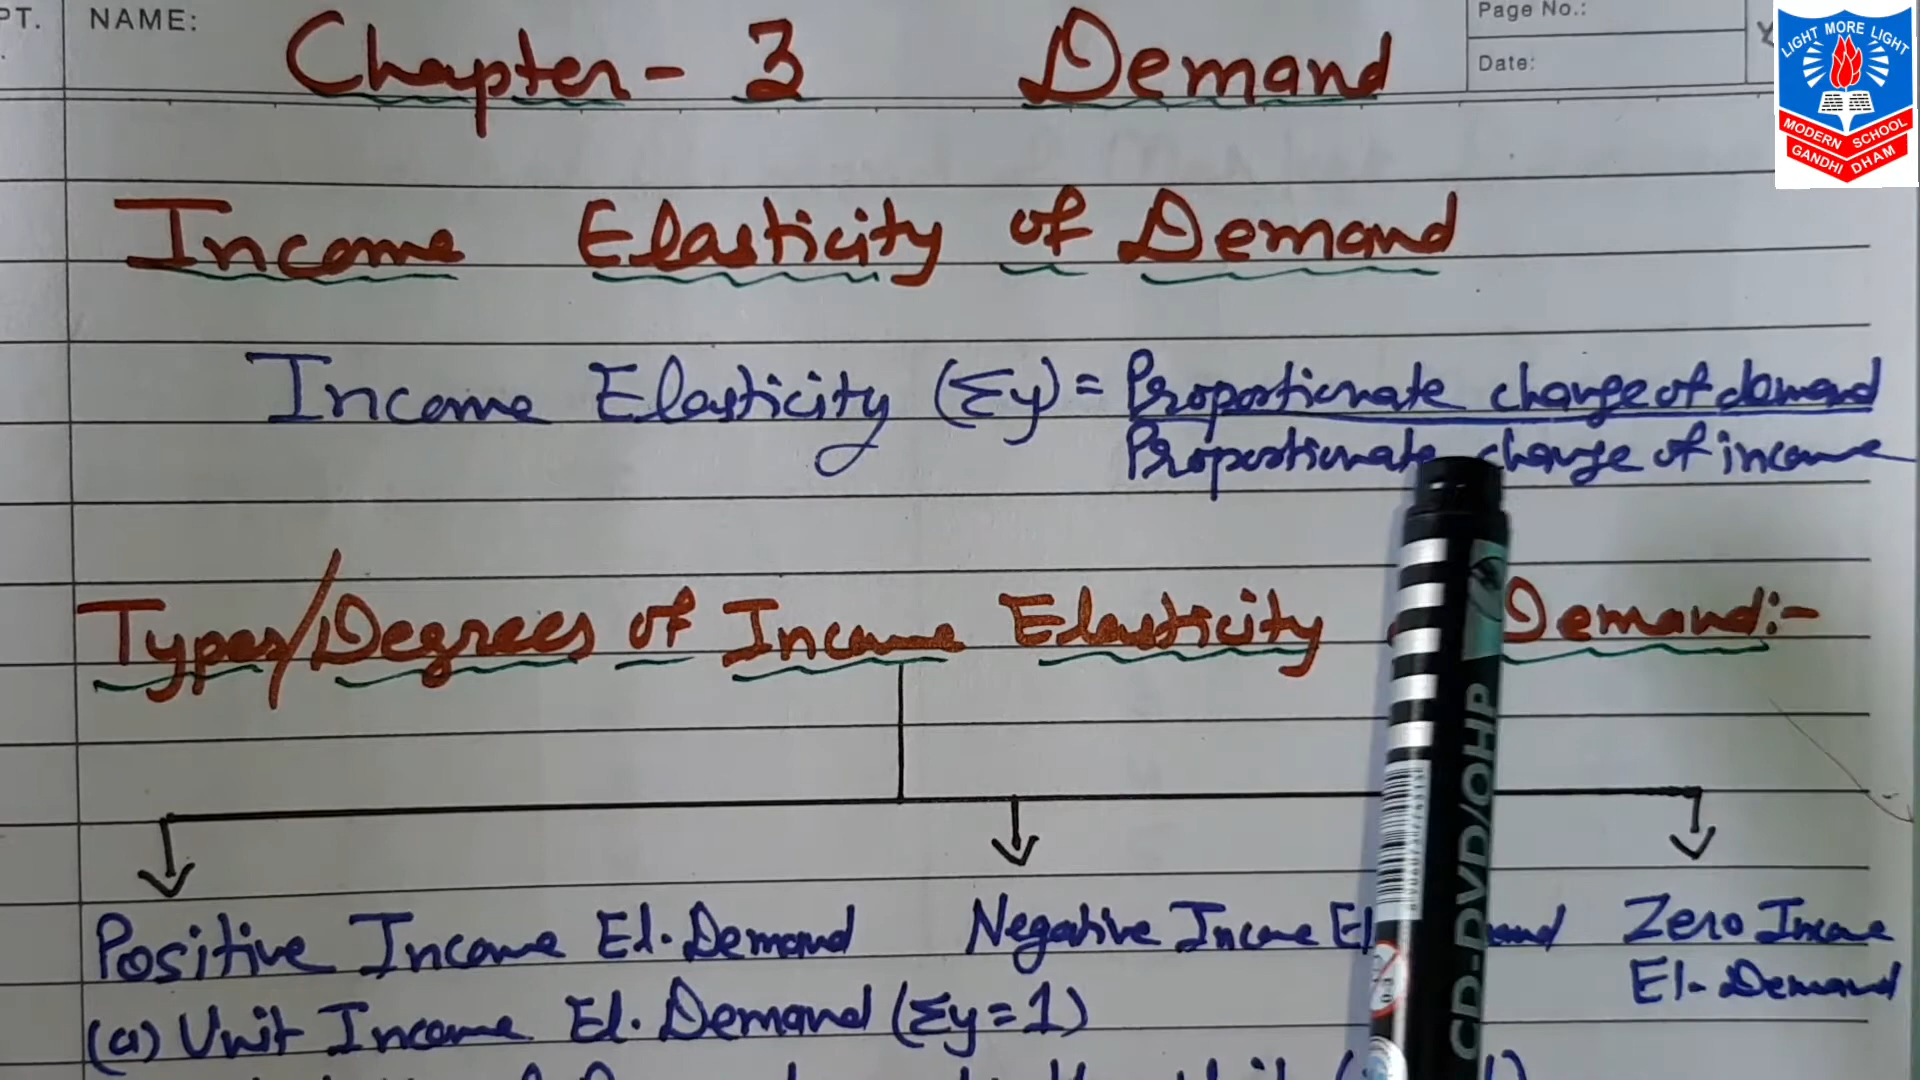 PT. NAME: Page No.:
Date:
Chapter - 3 Demand
LIGHT MORE LIGHT
MODERN SCHOOL
GANDHI DHAM
Income Elasticity of Demand
Income Elasticity (Σy) = Proportionate change of demand
Proportionate change of income
Types/Degrees of Income Elasticity Demand:-
Positive Income El. Demand Negative Income El Zero Income
El- Demand
(a) Unit Income El. Demand (Σy = 1)
CD-DVD/OHP